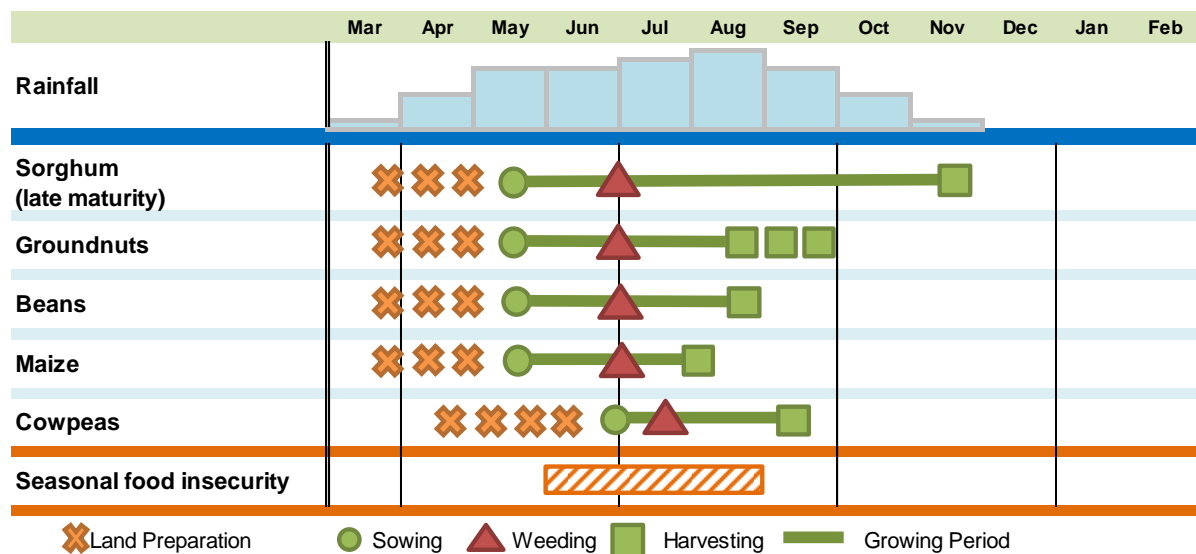 Mar Apr May Jun Jul Aug Sep Oct Nov Dec Jan Feb
Rainfall
Sorghum
(late maturity)
Groundnuts
Beans
Maize
Cowpeas
Seasonal food insecurity
Land Preparation Sowing Weeding Harvesting Growing Period